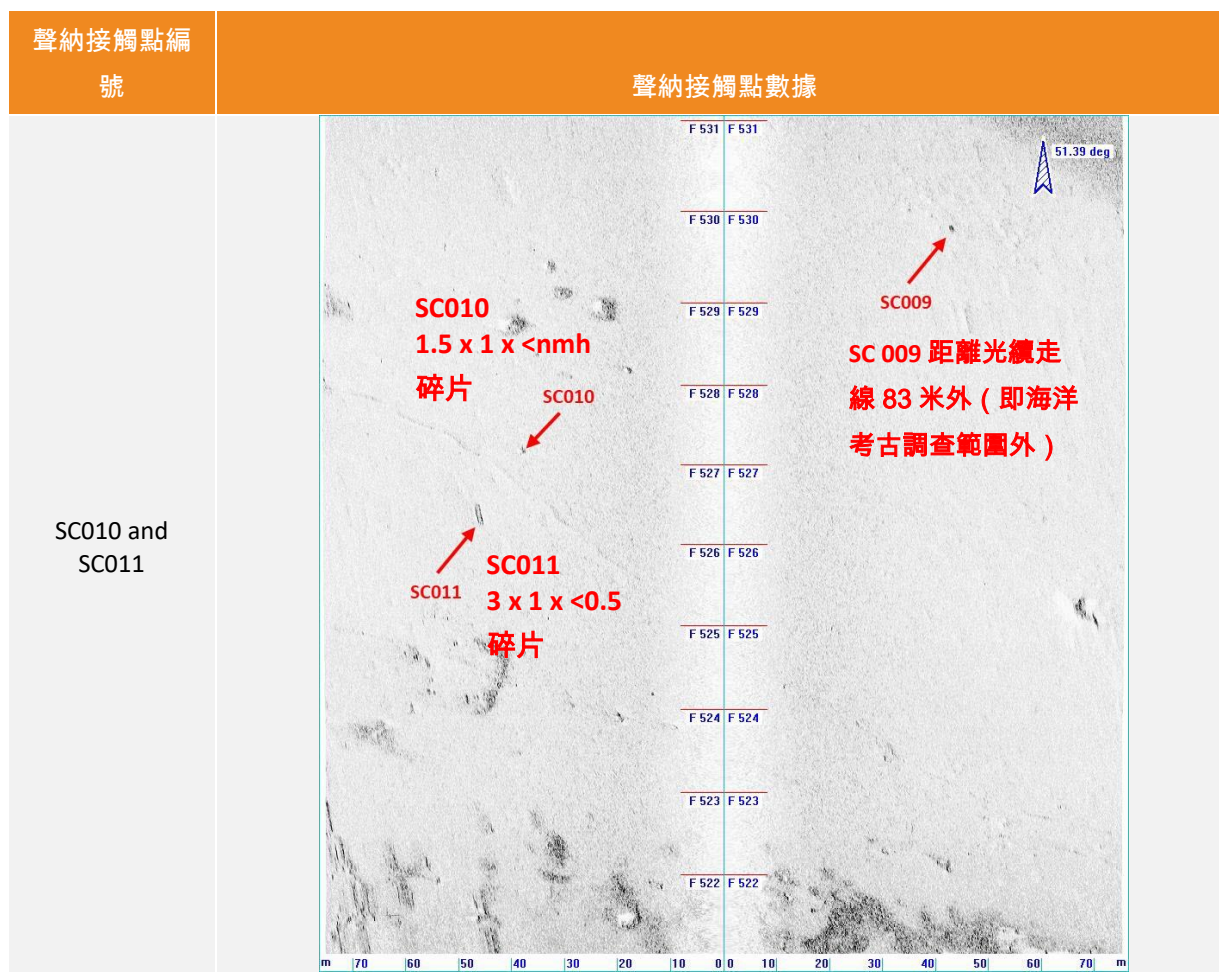 聲納接觸點編
號
聲納接觸點數據
SC010 and
SC011
F 531 F 531
51.39 deg
F 530 F 530
SC009
SC010
1.5 x 1 x <nmh
碎片
F 529 F 529
SC 009 距離光纜走
線 83 米外（即海洋
考古調查範圍外）
SC010
F 528 F 528
F 527 F 527
SC011
3 x 1 x <0.5
碎片
SC011
F 526 F 526
F 525 F 525
F 524 F 524
F 523 F 523
F 522 F 522
m 70 60 50 40 30 20 10 0 0 10 20 30 40 50 60 70 m